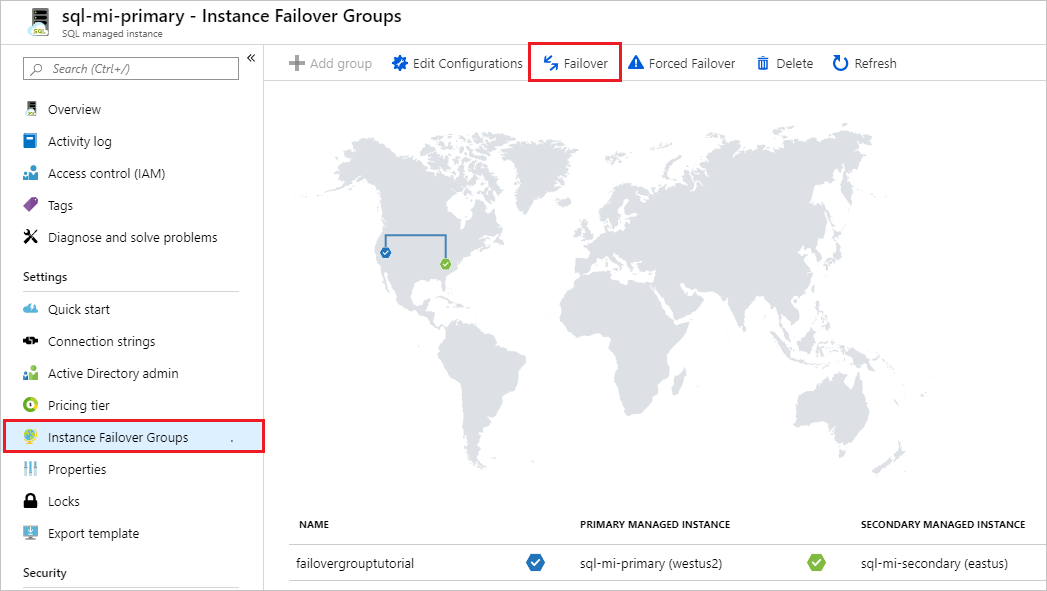 sql-mi-primary - Instance Failover Groups
SQL managed instance
Search (Ctrl+/)
«
Overview
Activity log
Access control (IAM)
Tags
Diagnose and solve problems
Settings
Quick start
Connection strings
Active Directory admin
Pricing tier
Instance Failover Groups .
Properties
Locks
Export template
Security
Add group Edit Configurations Failover Forced Failover Delete Refresh
NAME PRIMARY MANAGED INSTANCE SECONDARY MANAGED INSTANCE
failovergrouptutorial sql-mi-primary (westus2) sql-mi-secondary (eastus)